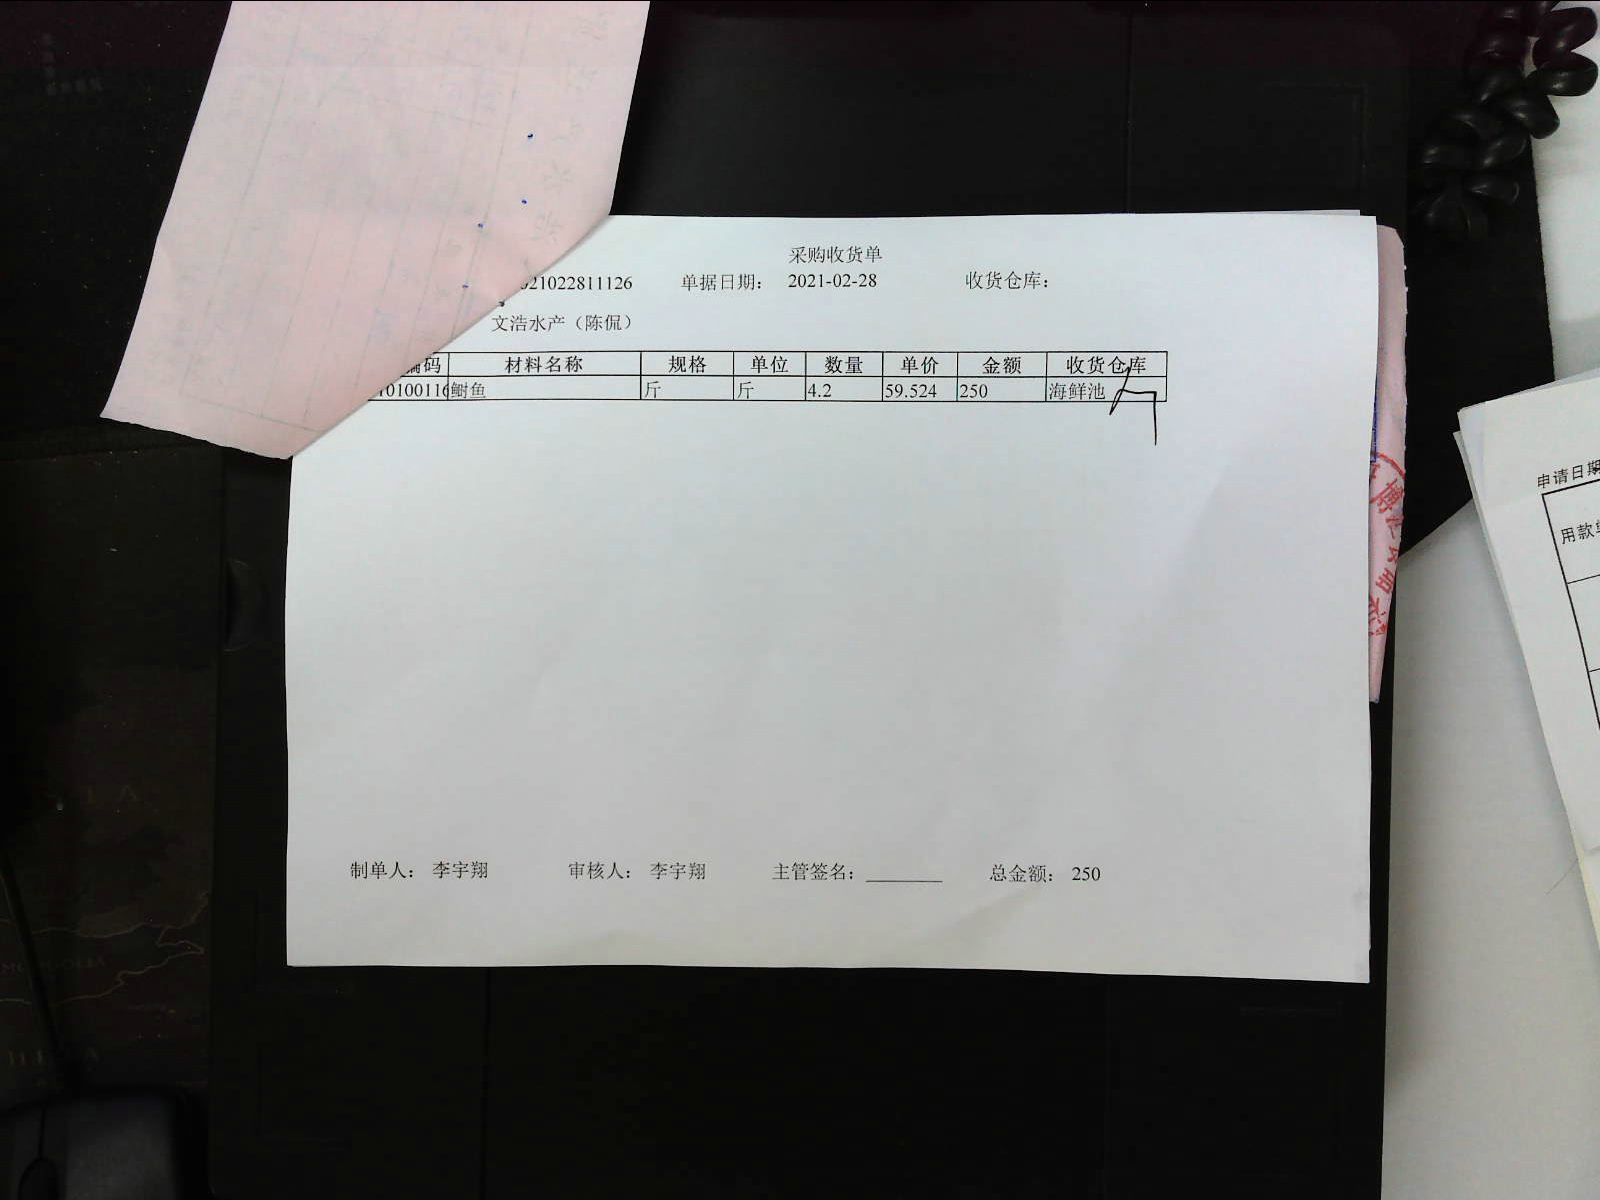 采购收货单
21022811126 单据日期： 2021-02-28 收货仓库：
文浩水产（陈侃）
编码 材料名称 规格 单位 数量 单价 金额 收货仓库
10100116 鲥鱼 斤 斤 4.2 59.524 250 海鲜池
制单人： 李宇翔 审核人： 李宇翔 主管签名： 总金额： 250
申请日期
用款单